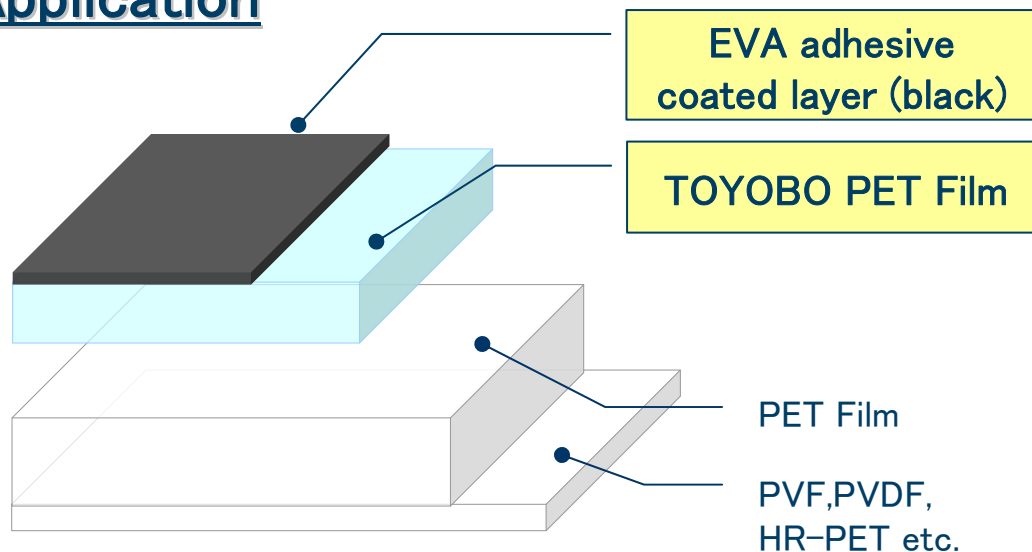 Application
EVA adhesive
coated layer (black)
TOYOBO PET Film
PET Film
PVF,PVDF,
HR-PET etc.